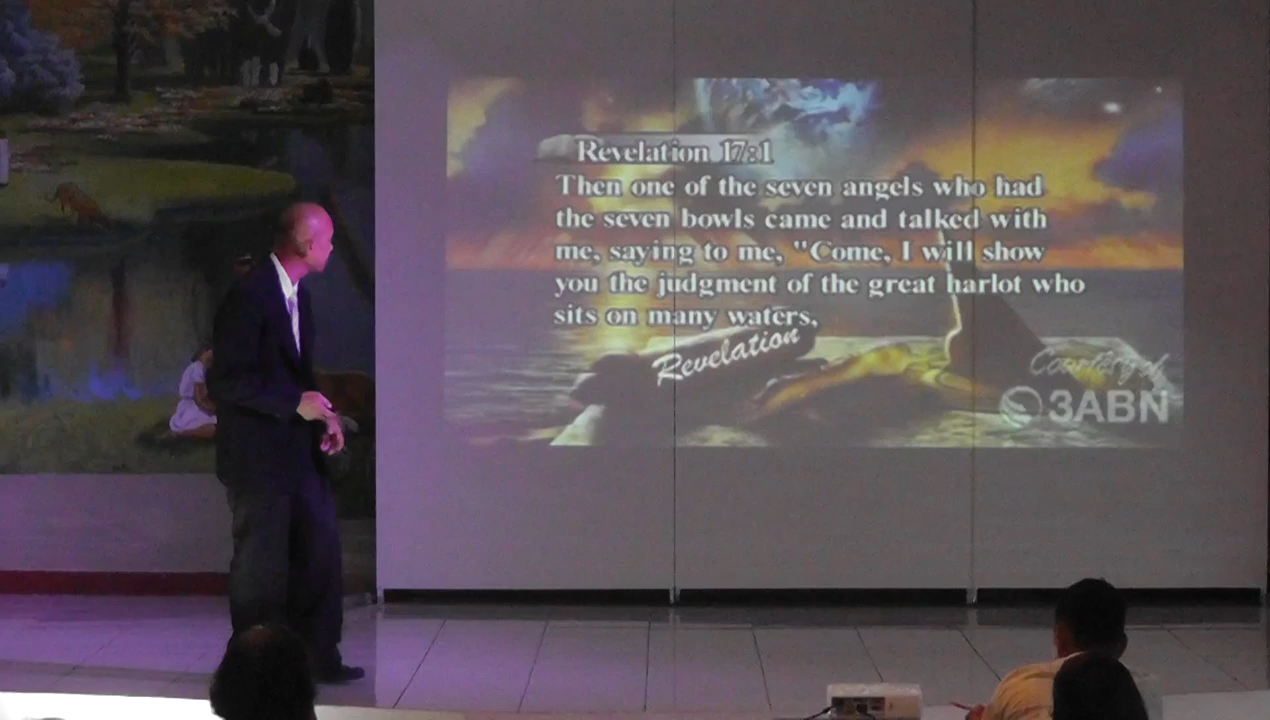 Revelation 17:1
Then one of the seven angels who had
the seven bowls came and talked with
me, saying to me, "Come, I will show
you the judgment of the great harlot who
sits on many waters,
Revelation
Courtesy of
3ABN